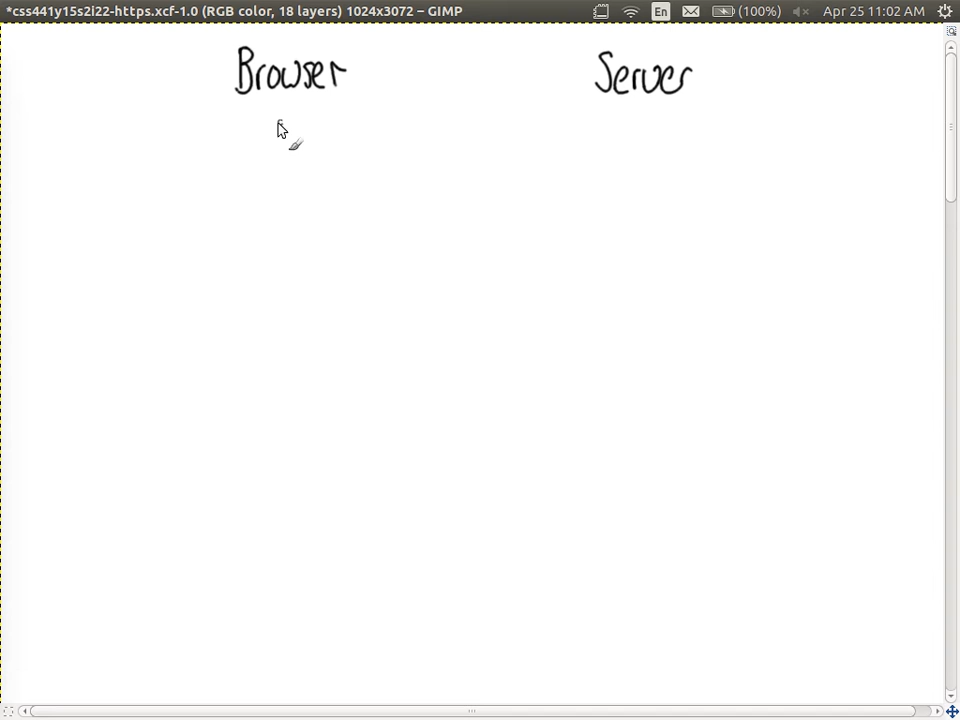 *css441y15s2i22-https.xcf-1.0 (RGB color, 18 layers) 1024x3072 – GIMP En (100%) Apr 25 11:02 AM
Browser Server